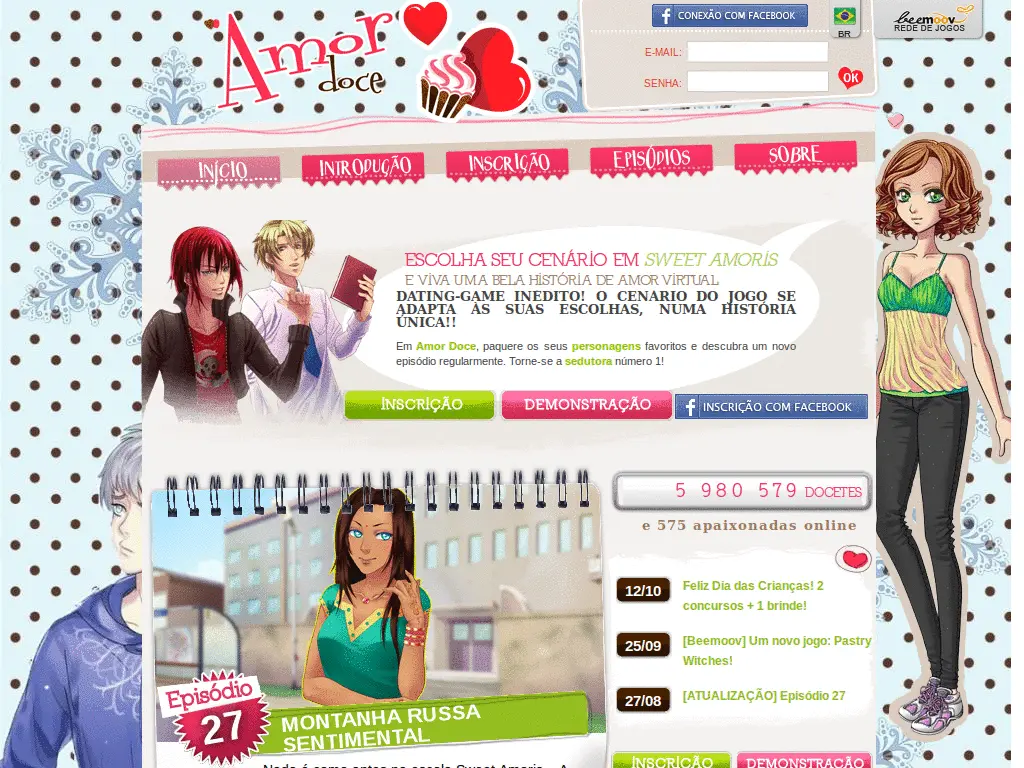 Amor
doce
CONEXÃO COM FACEBOOK
BR
beemoov
REDE DE JOGOS
E-MAIL:
SENHA:
OK
INÍCIO
INTRODUÇÃO
INSCRIÇÃO
EPISÓDIOS
SOBRE
ESCOLHA SEU CENÁRIO EM SWEET AMORIS
E VIVA UMA BELA HISTÓRIA DE AMOR VIRTUAL
DATING-GAME INEDITO! O CENARIO DO JOGO SE
ADAPTA ÀS SUAS ESCOLHAS, NUMA HISTÓRIA
ÚNICA!!
Em Amor Doce, paquere os seus personagens favoritos e descubra um novo
episódio regularmente. Torne-se a sedutora número 1!
INSCRIÇÃO
DEMONSTRAÇÃO
INSCRIÇÃO COM FACEBOOK
5 980 579 DOCETES
e 575 apaixonadas online
12/10
Feliz Dia das Crianças! 2
concursos + 1 brinde!
25/09
[Beemoov] Um novo jogo: Pastry
Witches!
27/08
[ATUALIZAÇÃO] Episódio 27
Episódio
27
MONTANHA RUSSA
SENTIMENTAL
INSCRIÇÃO
DEMONSTRAÇÃO